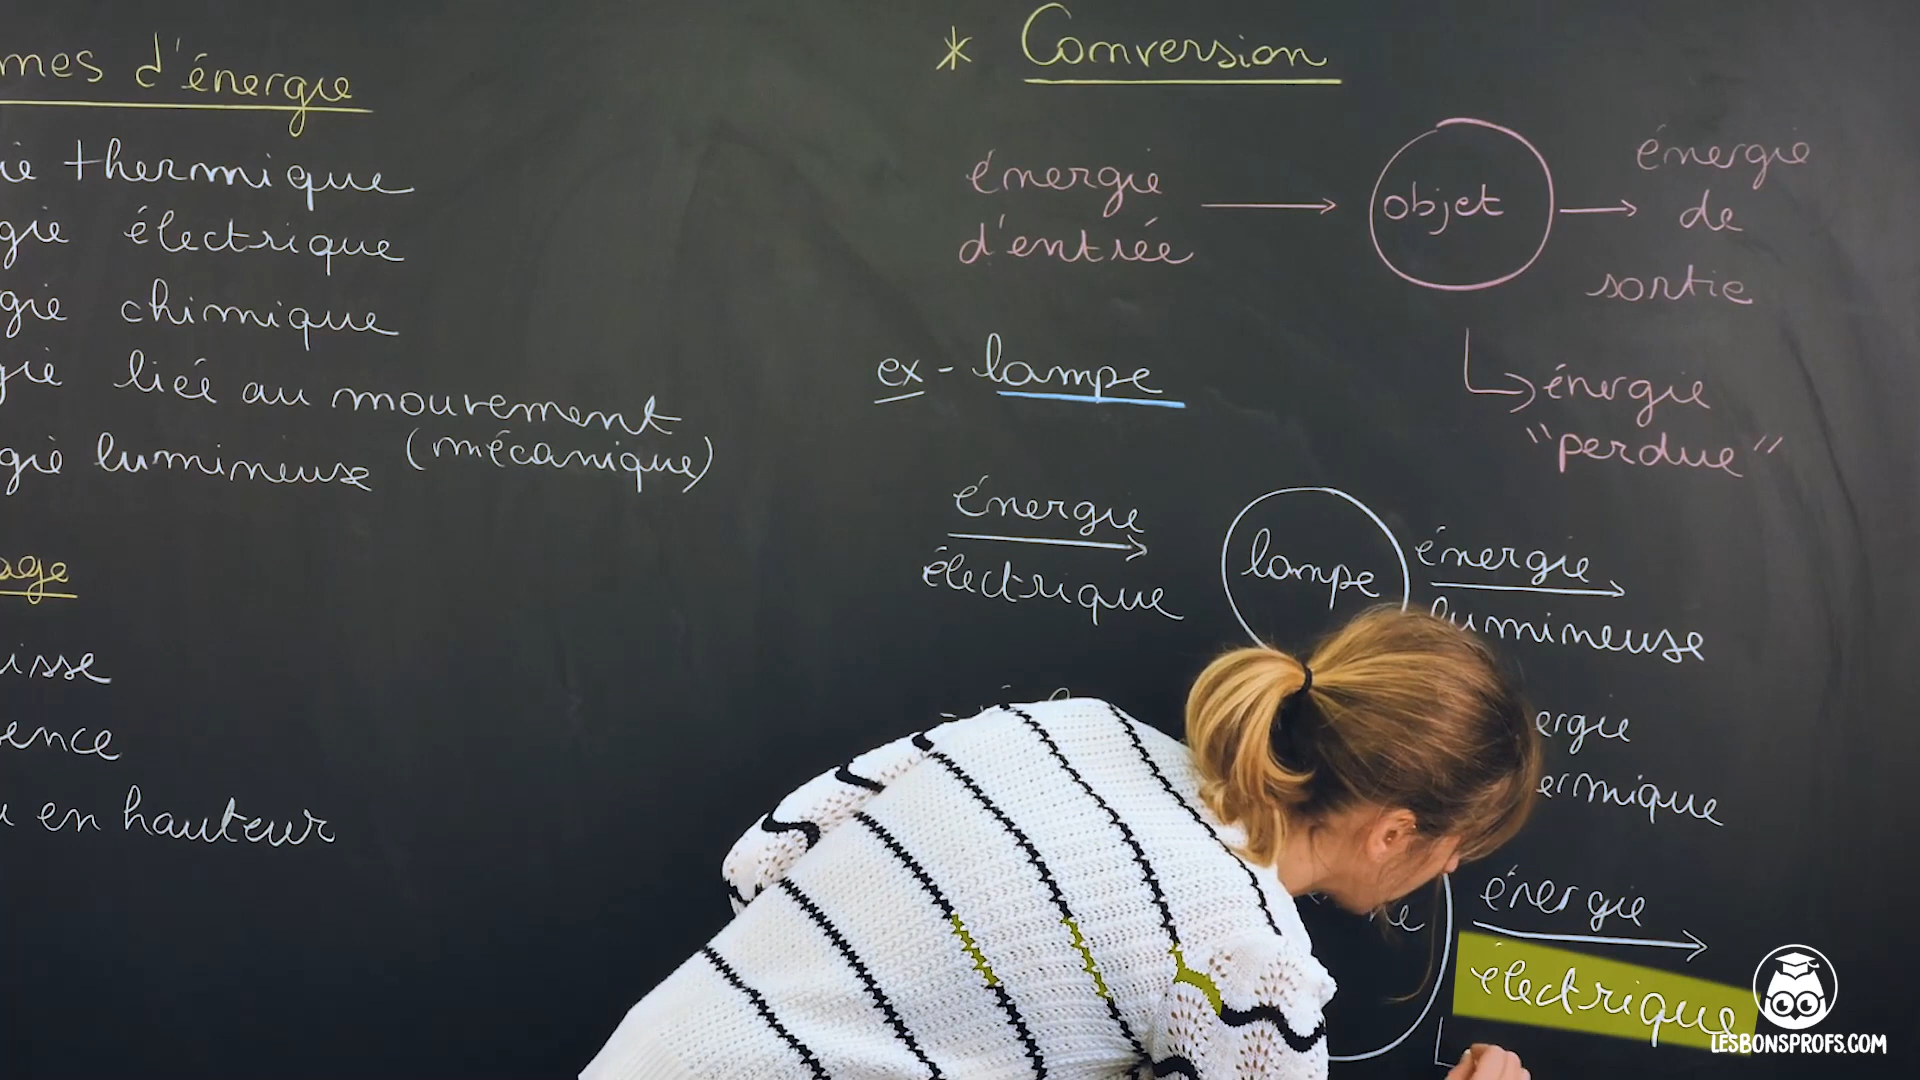 mes d'énergie
ie thermique
gie électrique
gie chimique
gie liée au mouvement
(mécanique)
gie lumineuse
age
isse
ence
en hauteur
* Conversion
énergie
d'entrée
objet
énergie
de
sortie
énergie
"perdue"
ex - lampe
énergie
électrique
lampe
énergie
lumineuse
ergie
ermique
énergie
électrique
LESBONSPROFS.COM